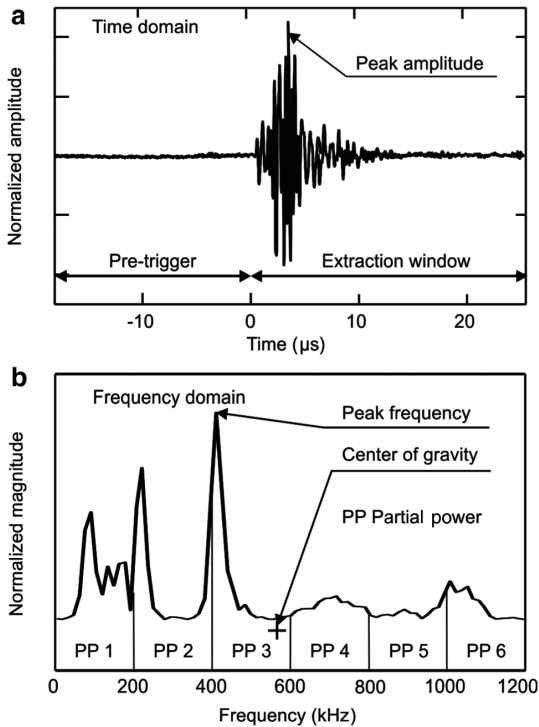 a
Time domain
Peak amplitude
Normalized amplitude
Pre-trigger
Extraction window
-10 0 10 20
Time (µs)
b
Frequency domain
Peak frequency
Center of gravity
PP Partial power
Normalized magnitude
PP 1 PP 2 PP 3 PP 4 PP 5 PP 6
0 200 400 600 800 1000 1200
Frequency (kHz)